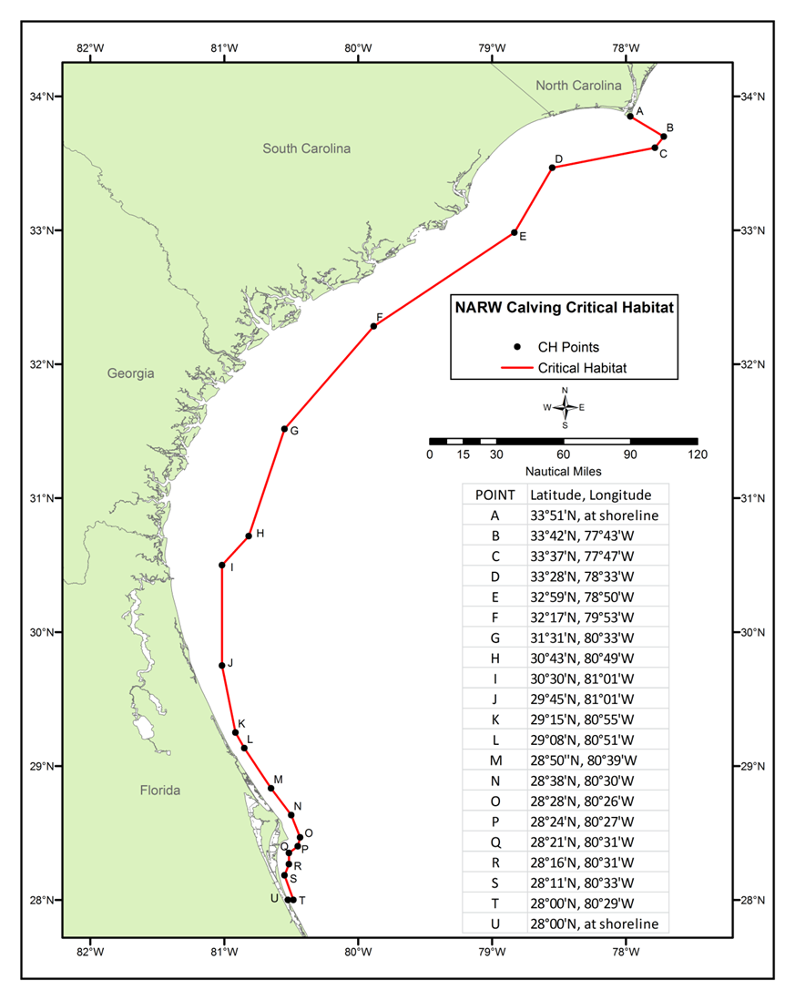 82°W 81°W 80°W 79°W 78°W
34°N 34°N
North Carolina
A
B
C
South Carolina
D
33°N 33°N
E
NARW Calving Critical Habitat
CH Points
Critical Habitat
F
32°N 32°N
Georgia
N
W E
S
G
0 15 30 60 90 120
Nautical Miles
31°N 31°N
H
I
30°N 30°N
J
K
L
29°N 29°N
M
Florida
N
O
Q P
R
S
28°N 28°N
U T
POINT Latitude, Longitude
A 33°51'N, at shoreline
B 33°42'N, 77°43'W
C 33°37'N, 77°47'W
D 33°28'N, 78°33'W
E 32°59'N, 78°50'W
F 32°17'N, 79°53'W
G 31°31'N, 80°33'W
H 30°43'N, 80°49'W
I 30°30'N, 81°01'W
J 29°45'N, 81°01'W
K 29°15'N, 80°55'W
L 29°08'N, 80°51'W
M 28°50''N, 80°39'W
N 28°38'N, 80°30'W
O 28°28'N, 80°26'W
P 28°24'N, 80°27'W
Q 28°21'N, 80°31'W
R 28°16'N, 80°31'W
S 28°11'N, 80°33'W
T 28°00'N, 80°29'W
U 28°00'N, at shoreline
82°W 81°W 80°W 79°W 78°W